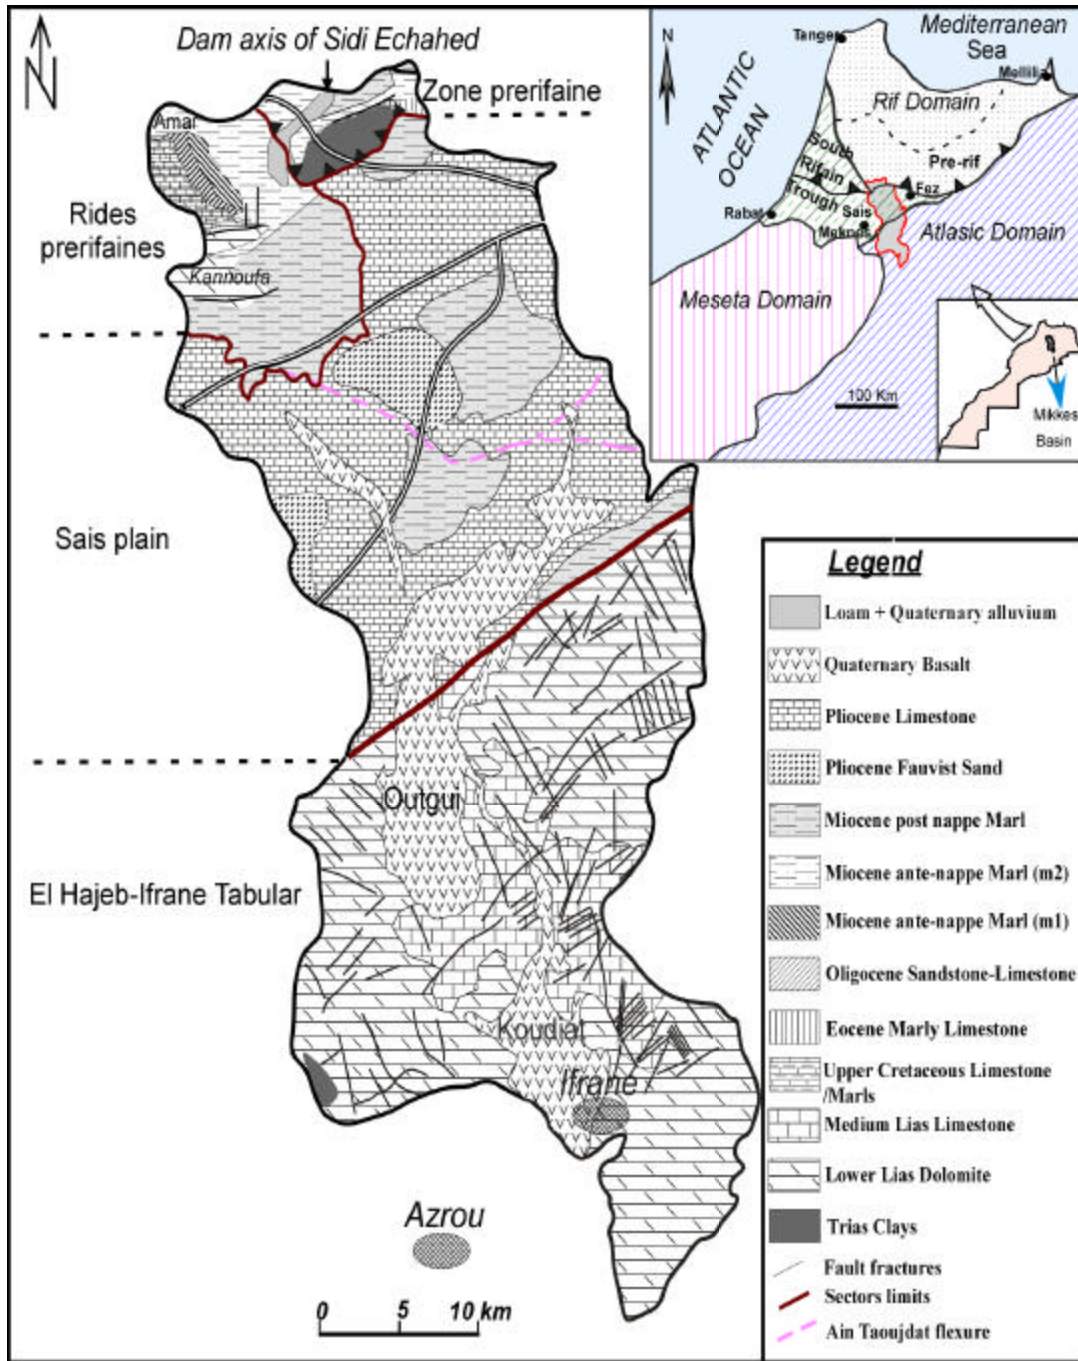 Dam axis of Sidi Echahed
N
Zone prerifaine
Amar
Rides
prerifaines
Kannoufa
Sais plain
Outgui
El Hajeb-Ifrane Tabular
Koudiat
Ifrane
Azrou
0 5 10 km
N
Tanger
Mediterranean
Sea
Mellilia
Rif Domain
ATLANTIC
OCEAN
South
Rifain
Trough
Pre-rif
Fez
Rabat
Sais
Meknes
Atlasic Domain
Meseta Domain
100 Km
Mikkes
Basin
Legend
Loam + Quaternary alluvium
Quaternary Basalt
Pliocene Limestone
Pliocene Fauvist Sand
Miocene post nappe Marl
Miocene ante-nappe Marl (m2)
Miocene ante-nappe Marl (m1)
Oligocene Sandstone-Limestone
Eocene Marly Limestone
Upper Cretaceous Limestone
/Marls
Medium Lias Limestone
Lower Lias Dolomite
Trias Clays
Fault fractures
Sectors limits
Ain Taoujdat flexure